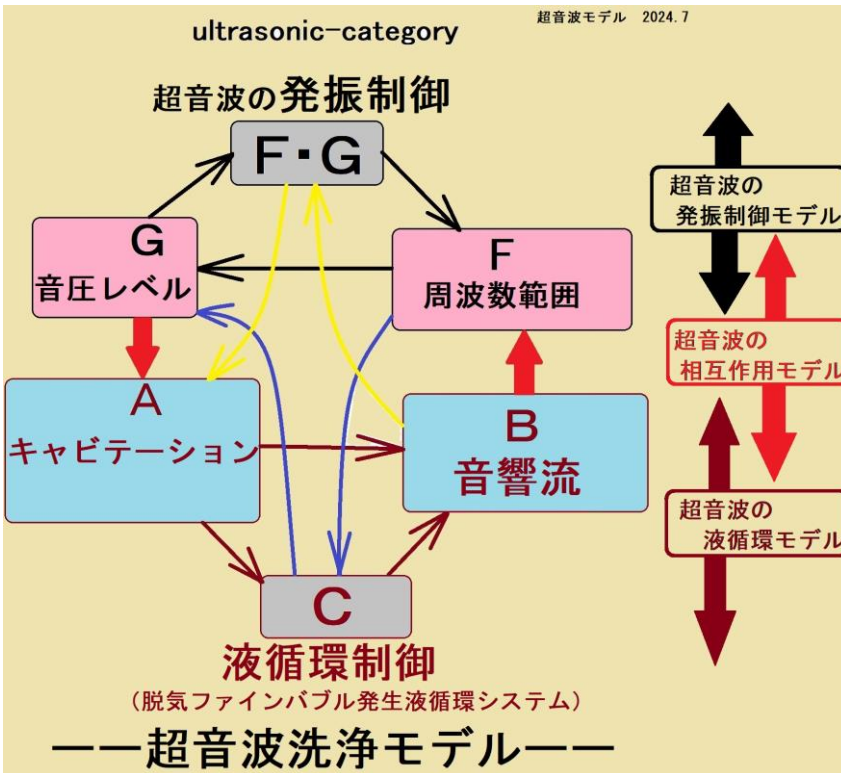 ultrasonic-category
超音波モデル 2024.7
超音波の発振制御
F・G
G
音圧レベル
F
周波数範囲
A
キャビテーション
B
音響流
C
液循環制御
(脱気ファインバブル発生液循環システム)
――超音波洗浄モデル――
超音波の
発振制御モデル
超音波の
相互作用モデル
超音波の
液循環モデル